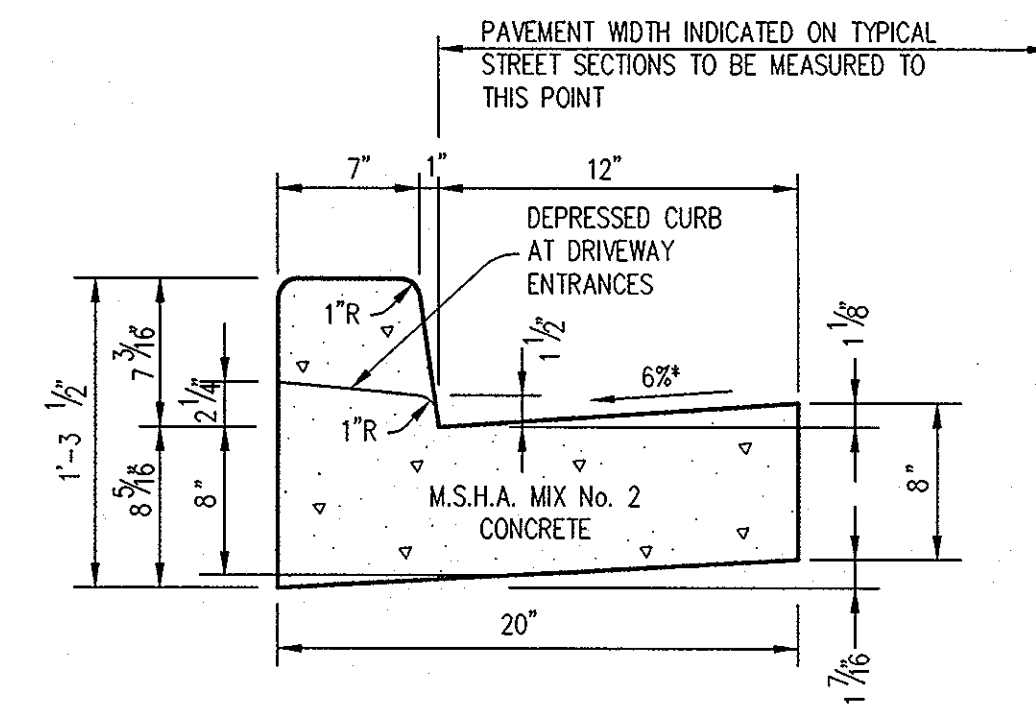 PAVEMENT WIDTH INDICATED ON TYPICAL
STREET SECTIONS TO BE MEASURED TO
THIS POINT
7"
1"
12"
DEPRESSED CURB
AT DRIVEWAY
ENTRANCES
1"R
1 1/2"
1 1/8"
6%*
7 3/16"
2 1/4"
1'-3 1/2"
1"R
8 5/16"
8"
8"
M.S.H.A. MIX No. 2
CONCRETE
20"
1 7/16"